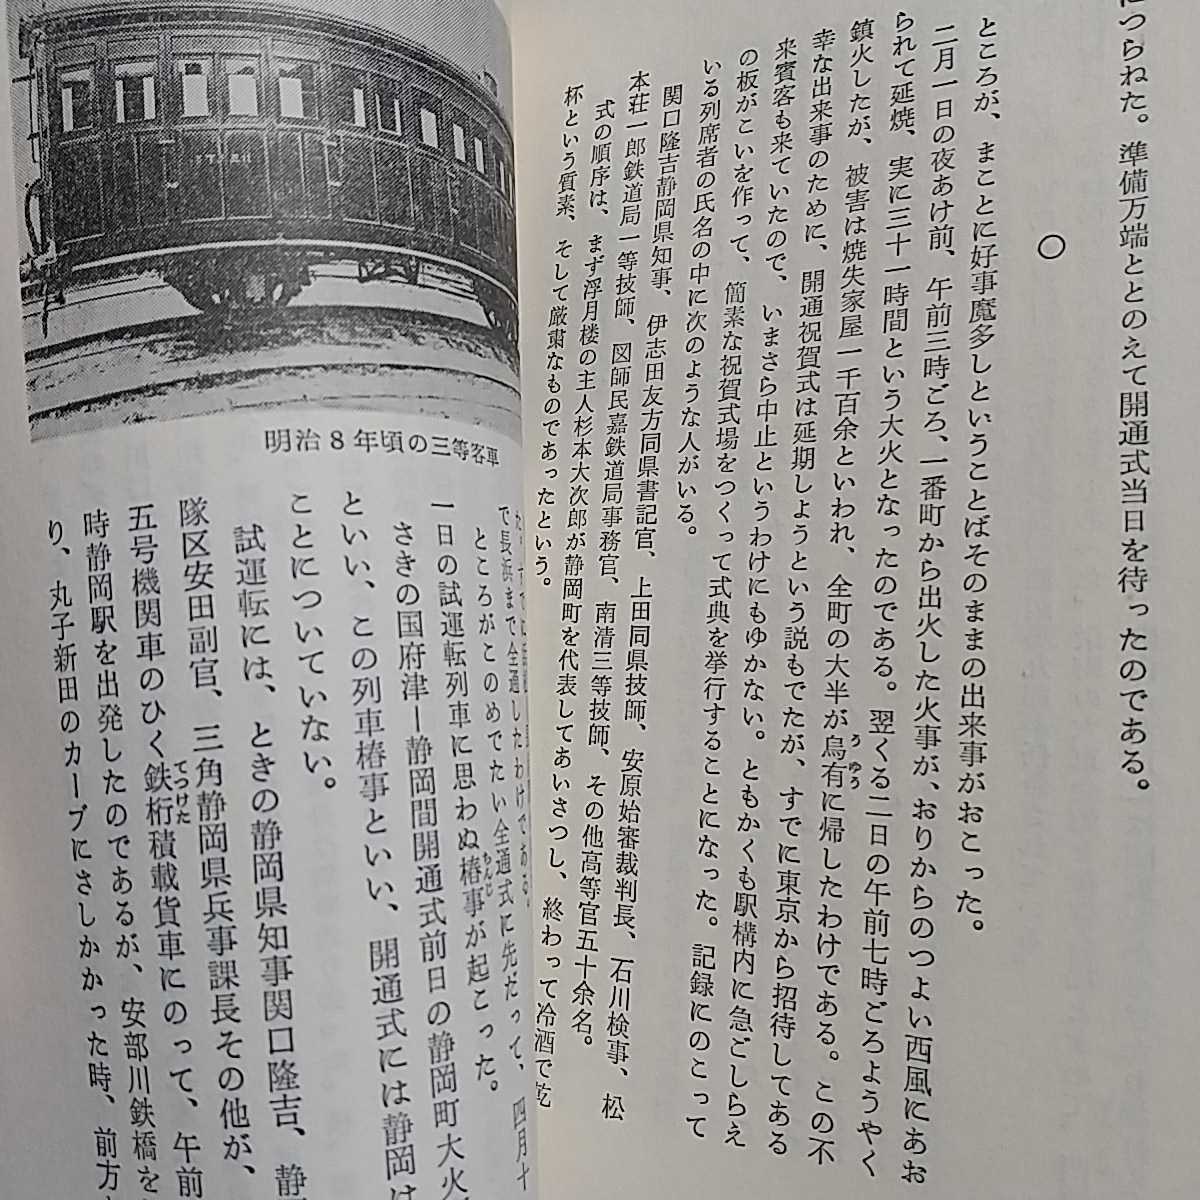 につらねた。準備万端ととのえて開通式当日を待ったのである。
〇
ところが、まことに好事魔多しということばそのままの出来事がおこった。
二月一日の夜あけ前、午前三時ごろ、一番町から出火した火事が、おりからのつよい西風にあお
られて延焼、実に三十一時間という大火となったのである。翌くる二日の午前七時ごろようやく
鎮火したが、被害は焼失家屋一千百余といわれ、全町の大半が烏有に帰したわけである。この不
うゆう
幸な出来事のために、開通祝賀式は延期しようという説もでたが、すでに東京から招待してある
来賓客も来ていたので、いまさら中止というわけにもゆかない。ともかくも駅構内に急ごしらえ
の板がこいを作って、簡素な祝賀式場をつくって式典を挙行することになった。記録にのこって
いる列席者の氏名の中に次のような人がいる。
関口隆吉静岡県知事、伊志田友方同県書記官、上田同県技師、安原始審裁判長、石川検事、松
本荘一郎鉄道局一等技師、図師民嘉鉄道局事務官、南清三等技師、その他高等官五十余名。
式の順序は、まず浮月楼の主人杉本大次郎が静岡町を代表してあいさつし、終わって冷酒で乾
杯という質素、そして厳粛なものであったという。
明治8年頃の三等客車
で長浜まで全通したわけである。
ところがこのめでたい全通式に先だって、四月十
一日の試運転列車に思わぬ椿事が起こった。
ちんじ
さきの国府津―静岡間開通式前日の静岡町大火
といい、この列車椿事といい、開通式には静岡は
ことについていない。
試運転には、ときの静岡県知事関口隆吉、静
隊区安田副官、三角静岡県兵事課長その他が、
五号機関車のひく鉄桁積載貨車にのって、午前
てつけた
時静岡駅を出発したのであるが、安部川鉄橋を
り、丸子新田のカーブにさしかかった時、前方